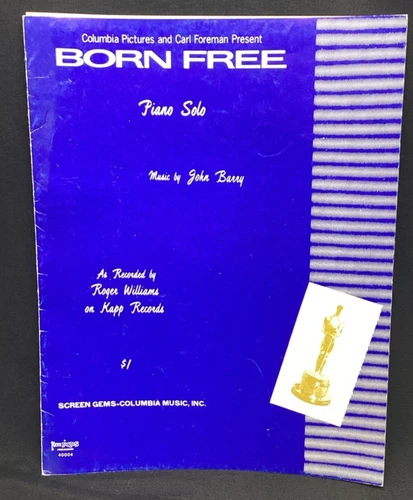 Columbia Pictures and Carl Foreman Present
BORN FREE
Piano Solo
Music by John Barry
As Recorded by
Roger Williams
on Kapp Records
$1
SCREEN GEMS-COLUMBIA MUSIC, INC.
40004